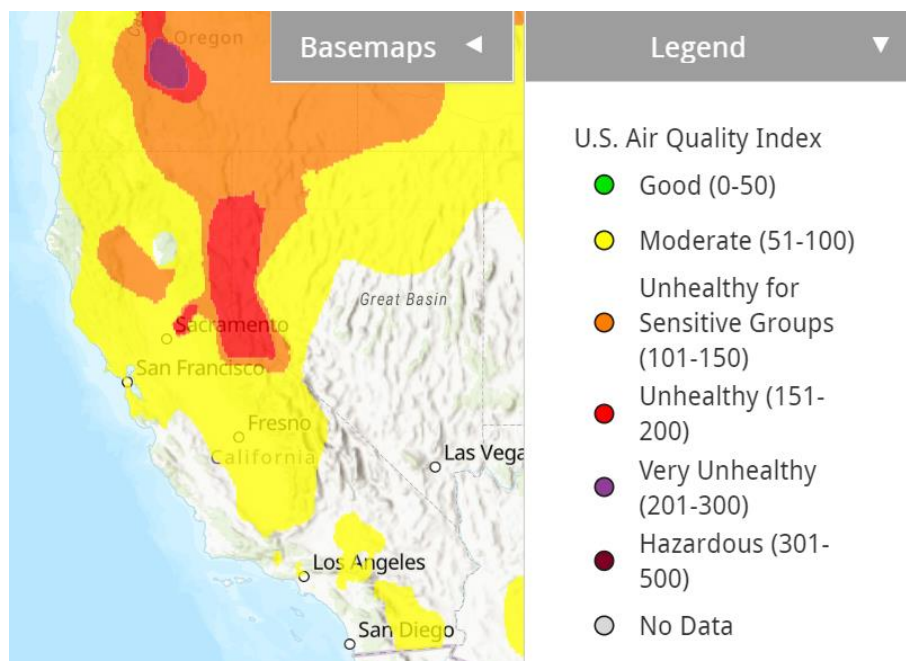 Oregon
Basemaps
Legend
U.S. Air Quality Index
Good (0-50)
Moderate (51-100)
Unhealthy for
Sensitive Groups
(101-150)
Unhealthy (151-
200)
Very Unhealthy
(201-300)
Hazardous (301-
500)
No Data
Great Basin
Sacramento
San Francisco
Fresno
California
Las Vega
Los Angeles
San Diego